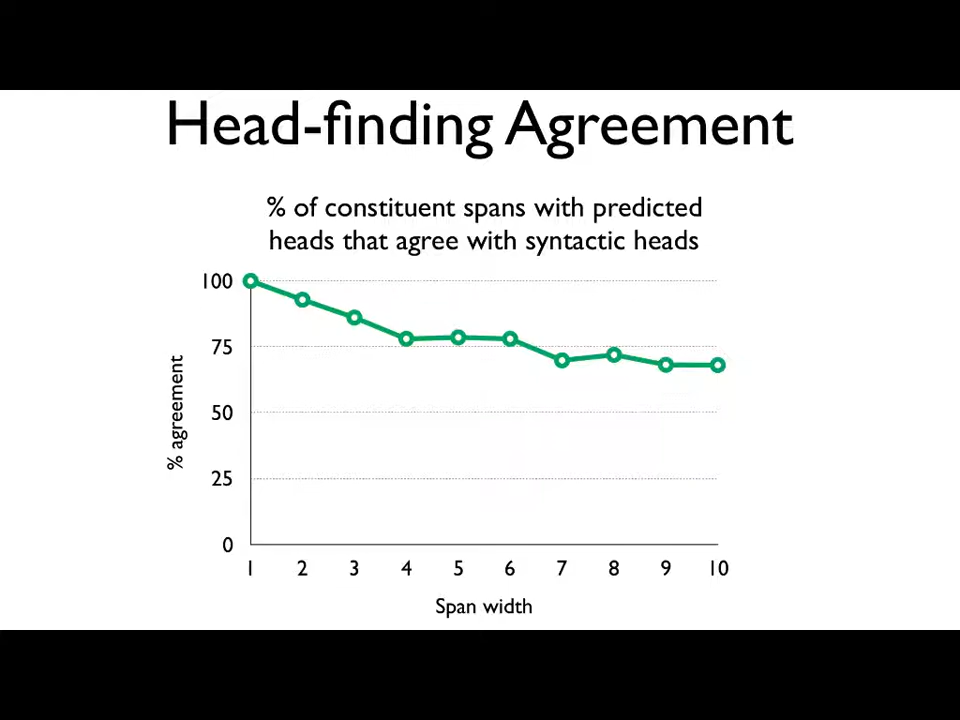 Head-finding Agreement
% of constituent spans with predicted
heads that agree with syntactic heads
100
75
50
25
0
% agreement
1 2 3 4 5 6 7 8 9 10
Span width